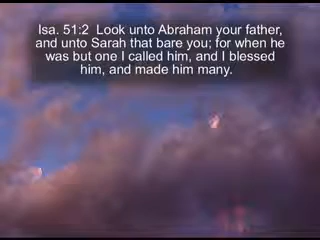 Isa. 51:2  Look unto Abraham your father,
and unto Sarah that bare you; for when he
was but one I called him, and I blessed
him, and made him many.